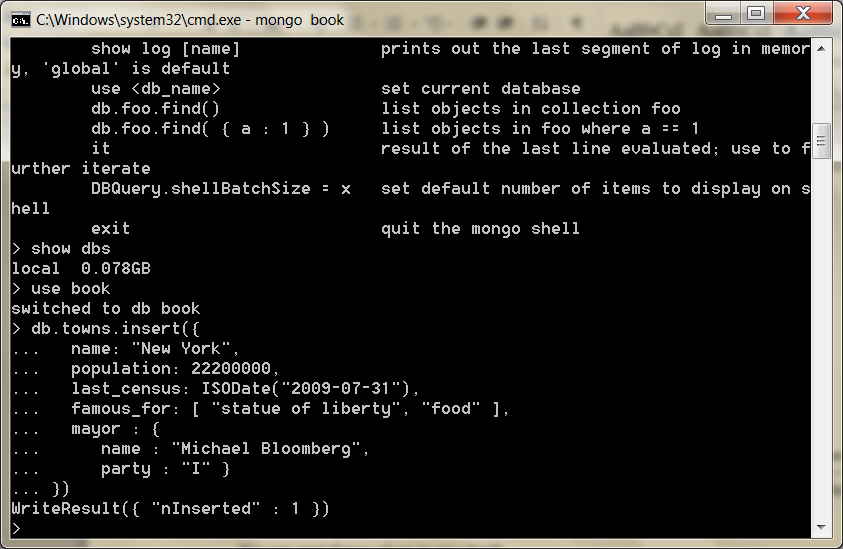 C:\Windows\system32\cmd.exe - mongo  book
        show log [name]              prints out the last segment of log in memor
y, 'global' is default
        use <db_name>                set current database
        db.foo.find()                list objects in collection foo
        db.foo.find( { a : 1 } )     list objects in foo where a == 1
        it                           result of the last line evaluated; use to f
urther iterate
        DBQuery.shellBatchSize = x   set default number of items to display on s
hell
        exit                         quit the mongo shell
> show dbs
local  0.078GB
> use book
switched to db book
> db.towns.insert({
...   name: "New York",
...   population: 22200000,
...   last_census: ISODate("2009-07-31"),
...   famous_for: [ "statue of liberty", "food" ],
...   mayor : {
...      name : "Michael Bloomberg",
...      party : "I" }
... })
WriteResult({ "nInserted" : 1 })
>